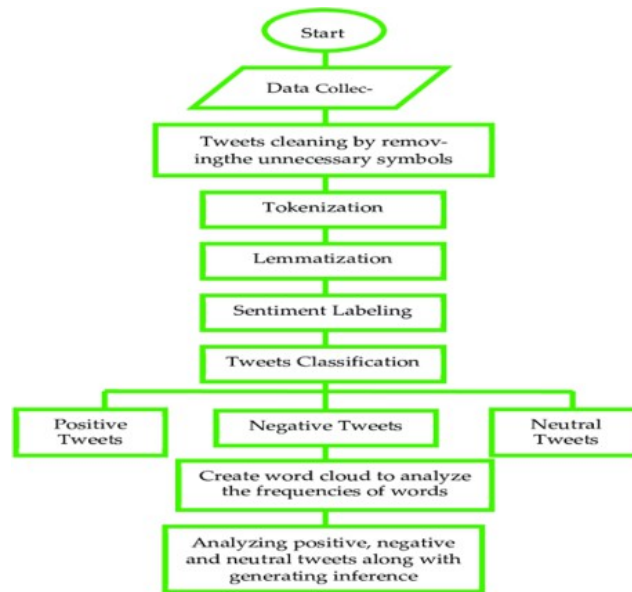 Start
Data Collec-
Tweets cleaning by remov-
ingthe unnecessary symbols
Tokenization
Lemmatization
Sentiment Labeling
Tweets Classification
Positive
Tweets
Negative Tweets
Neutral
Tweets
Create word cloud to analyze
the frequencies of words
Analyzing positive, negative
and neutral tweets along with
generating inference